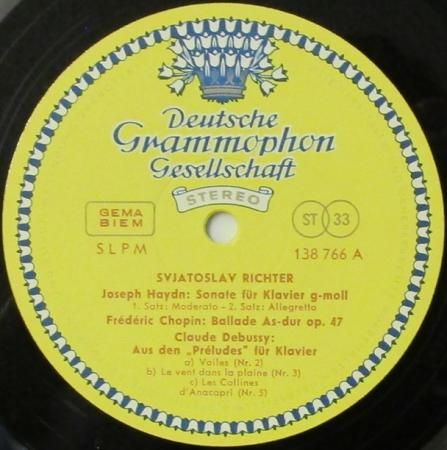 Deutsche
Grammophon
Gesellschaft
STEREO
GEMA
BIEM
ST 33
SLPM
138 766 A
SVJATOSLAV RICHTER
Joseph Haydn: Sonate für Klavier g-moll
1. Satz: Moderato - 2. Satz: Allegretto
Frédéric Chopin: Ballade As-dur op. 47
Claude Debussy:
Aus den „Préludes" für Klavier
a) Voiles (Nr. 2)
b) Le vent dans la plaine (Nr. 3)
c) Les Collines
d'Anacapri (Nr. 5)